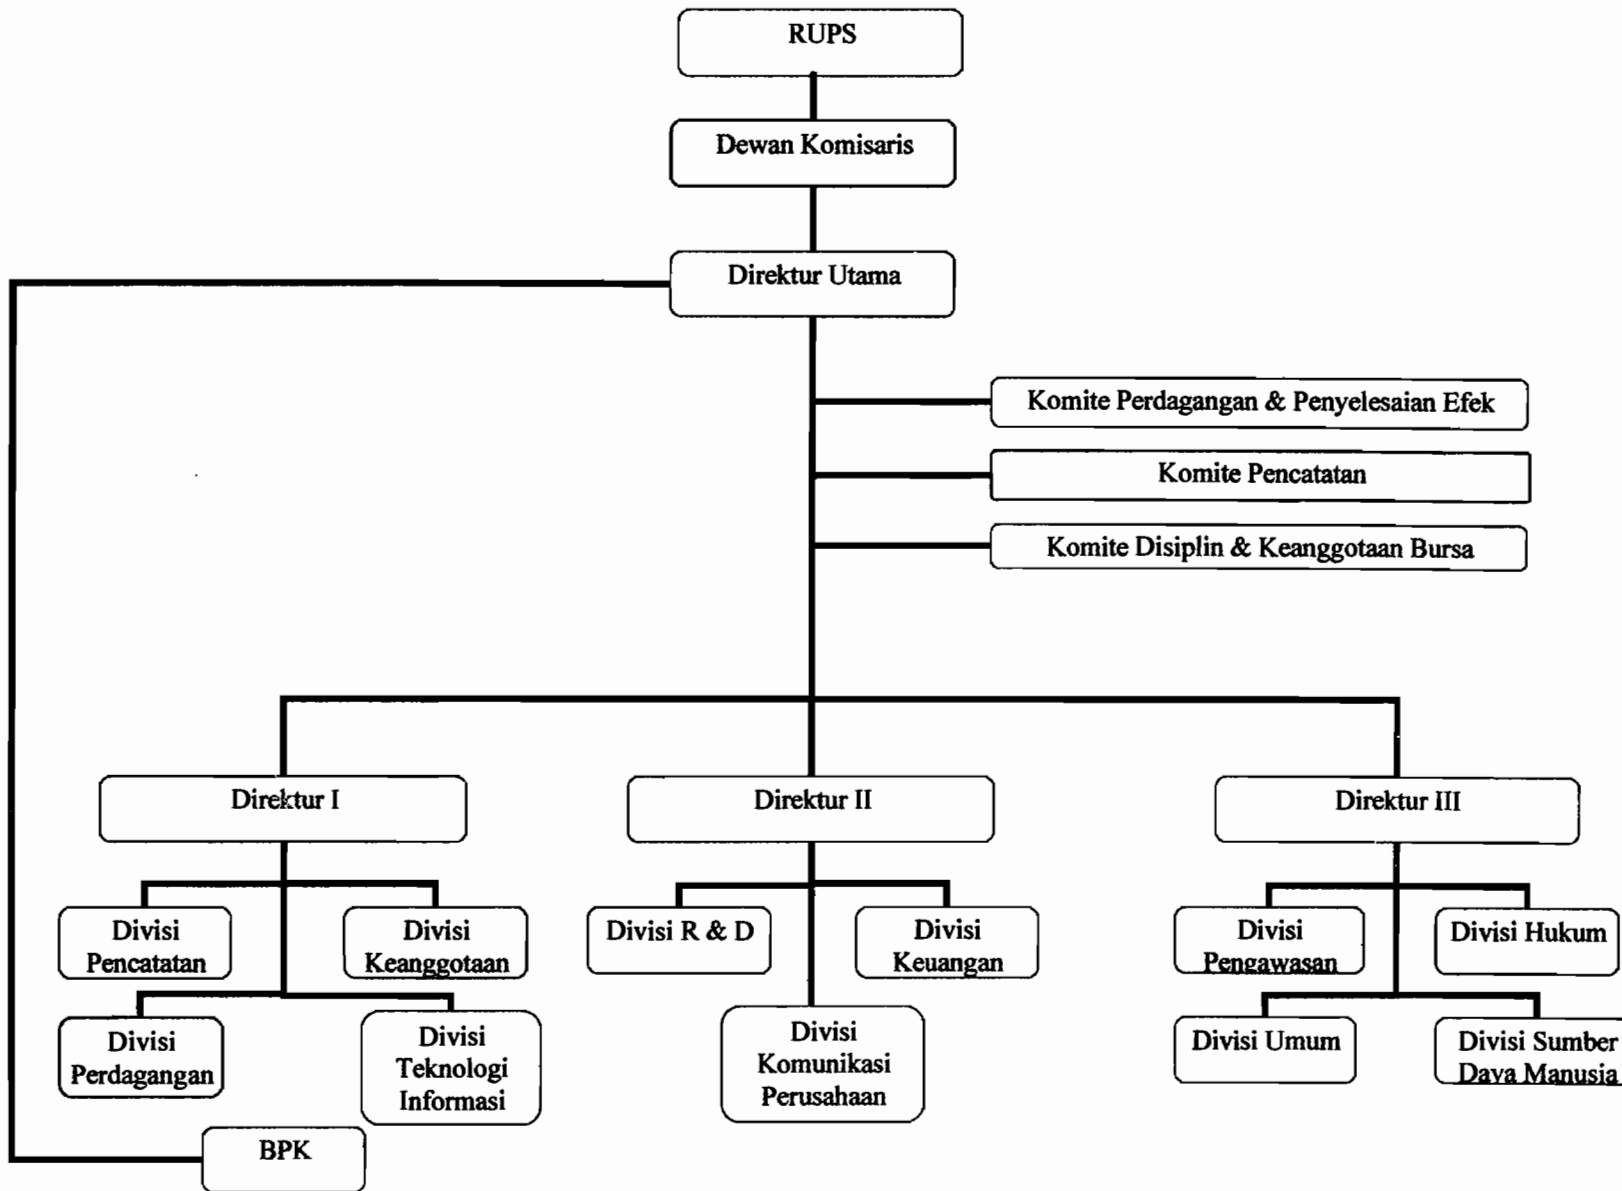 RUPS
Dewan Komisaris
Direktur Utama
Komite Perdagangan & Penyelesaian Efek
Komite Pencatatan
Komite Disiplin & Keanggotaan Bursa
Direktur I
Direktur II
Direktur III
Divisi
Pencatatan
Divisi
Keanggotaan
Divisi R & D
Divisi
Keuangan
Divisi
Pengawasan
Divisi Hukum
Divisi
Perdagangan
Divisi
Teknologi
Informasi
Divisi
Komunikasi
Perusahaan
Divisi Umum
Divisi Sumber
Daya Manusia
BPK